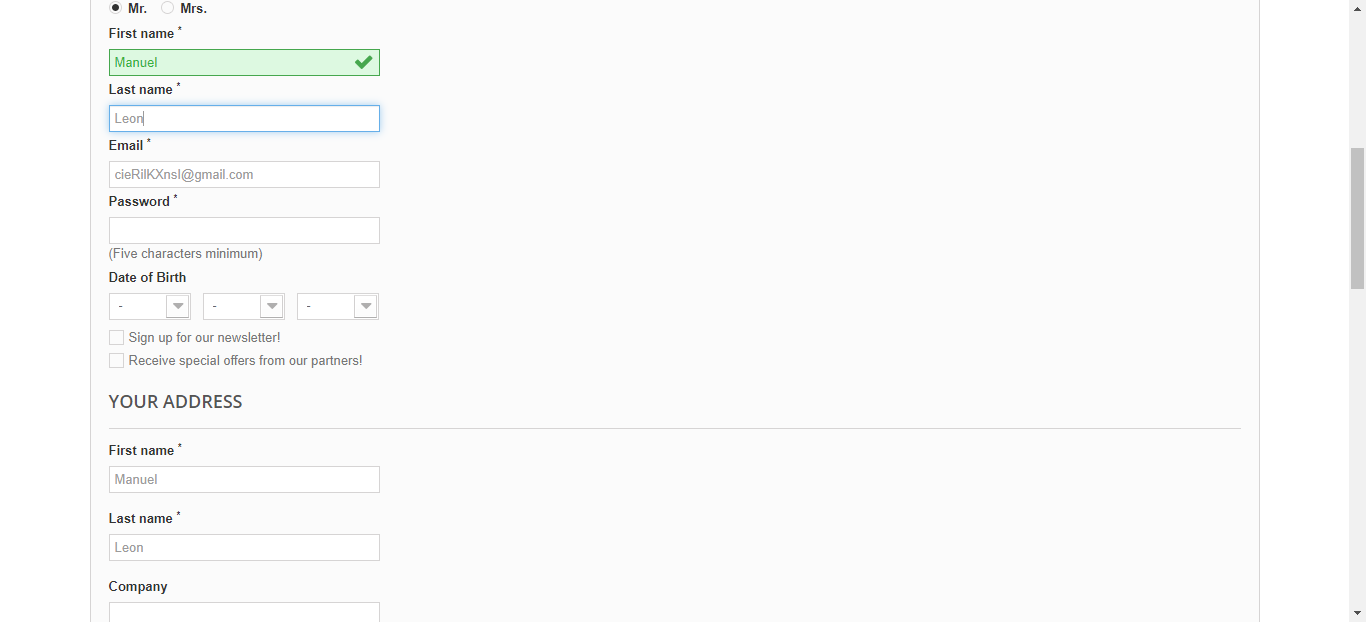 Mr. Mrs.
First name *
Manuel
Last name *
Leon
Email *
cieRilKXnsl@gmail.com
Password *
(Five characters minimum)
Date of Birth
- - -
Sign up for our newsletter!
Receive special offers from our partners!
YOUR ADDRESS
First name *
Manuel
Last name *
Leon
Company